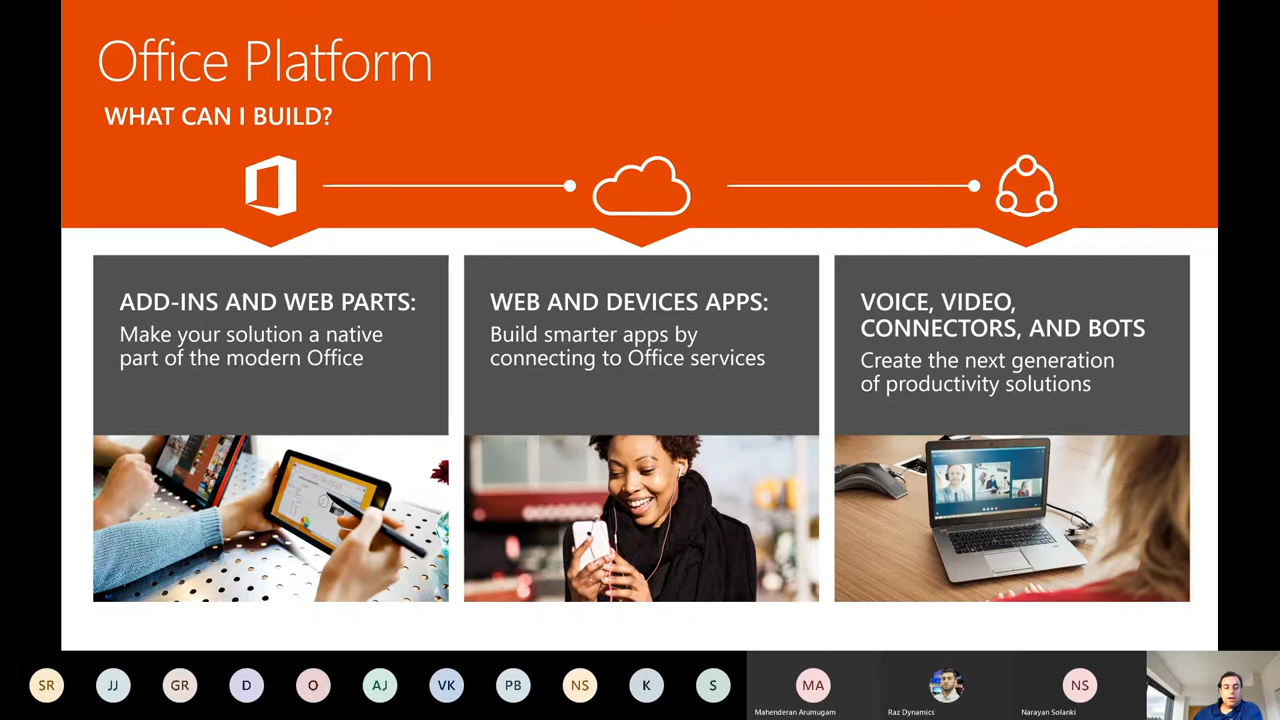 Office Platform
WHAT CAN I BUILD?
ADD-INS AND WEB PARTS:
Make your solution a native
part of the modern Office
WEB AND DEVICES APPS:
Build smarter apps by
connecting to Office services
VOICE, VIDEO,
CONNECTORS, AND BOTS
Create the next generation
of productivity solutions
SR JJ GR D O AJ VK PB NS K S MA NS
Mahenderan Arumugam Raz Dynamics Narayan Solanki